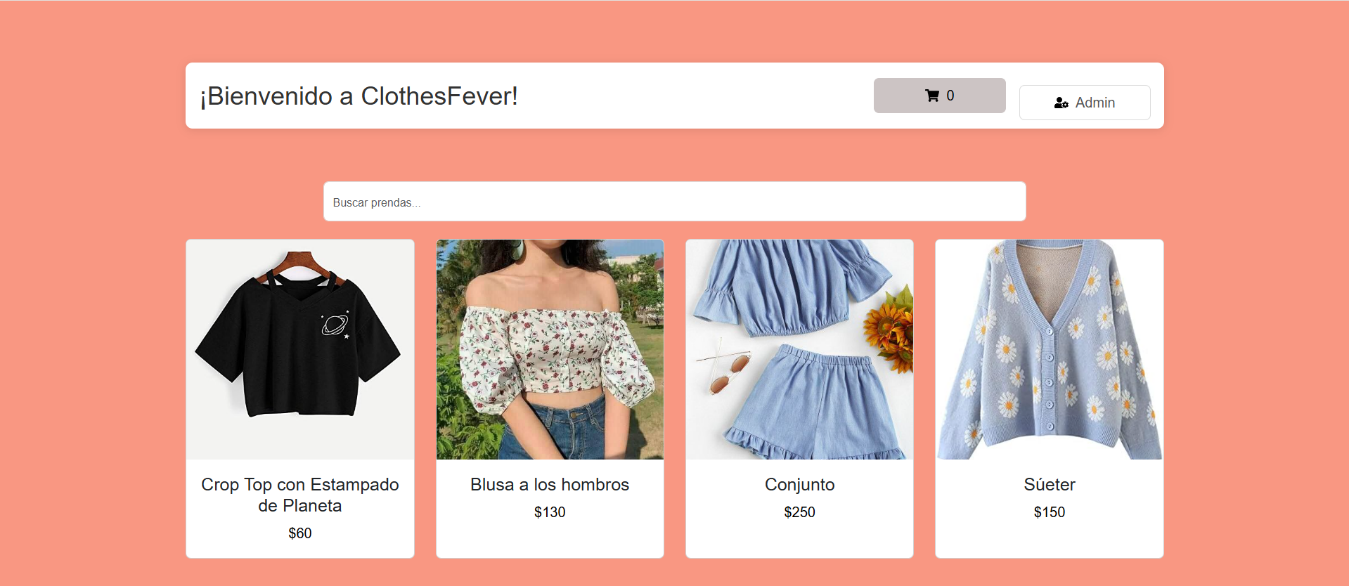 ¡Bienvenido a ClothesFever!
0
Admin
Buscar prendas...
Crop Top con Estampado
de Planeta
$60
Blusa a los hombros
$130
Conjunto
$250
Súeter
$150